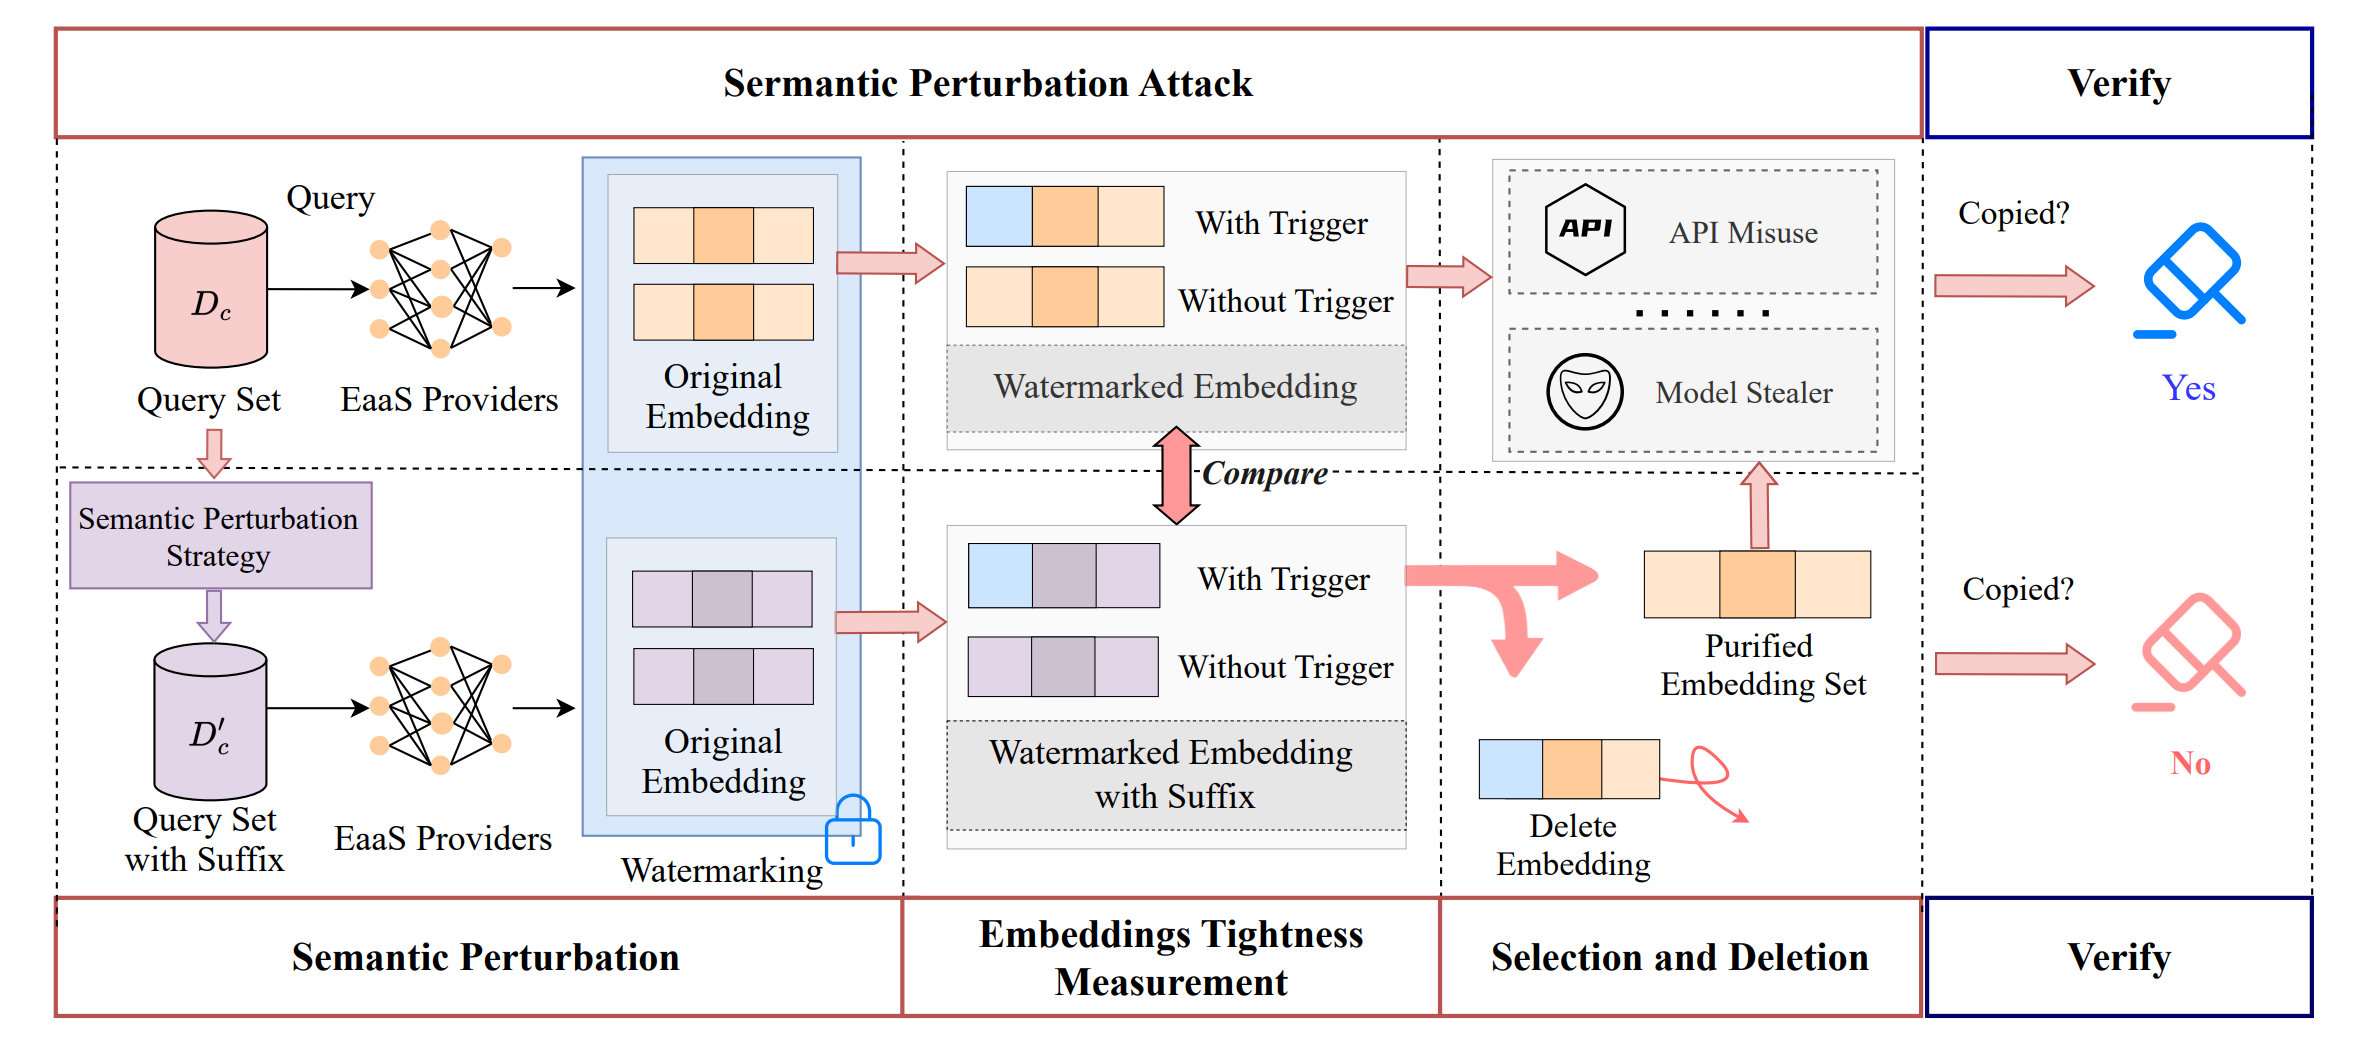 Sermantic Perturbation Attack
Verify
Query
D_c
Query Set
EaaS Providers
Original
Embedding
With Trigger
Without Trigger
Watermarked Embedding
API
API Misuse
......
Model Stealer
Copied?
Yes
Compare
Semantic Perturbation
Strategy
D'_c
Query Set
with Suffix
EaaS Providers
Original
Embedding
Watermarking
With Trigger
Without Trigger
Watermarked Embedding
with Suffix
Purified
Embedding Set
Delete
Embedding
Copied?
No
Semantic Perturbation
Embeddings Tightness
Measurement
Selection and Deletion
Verify